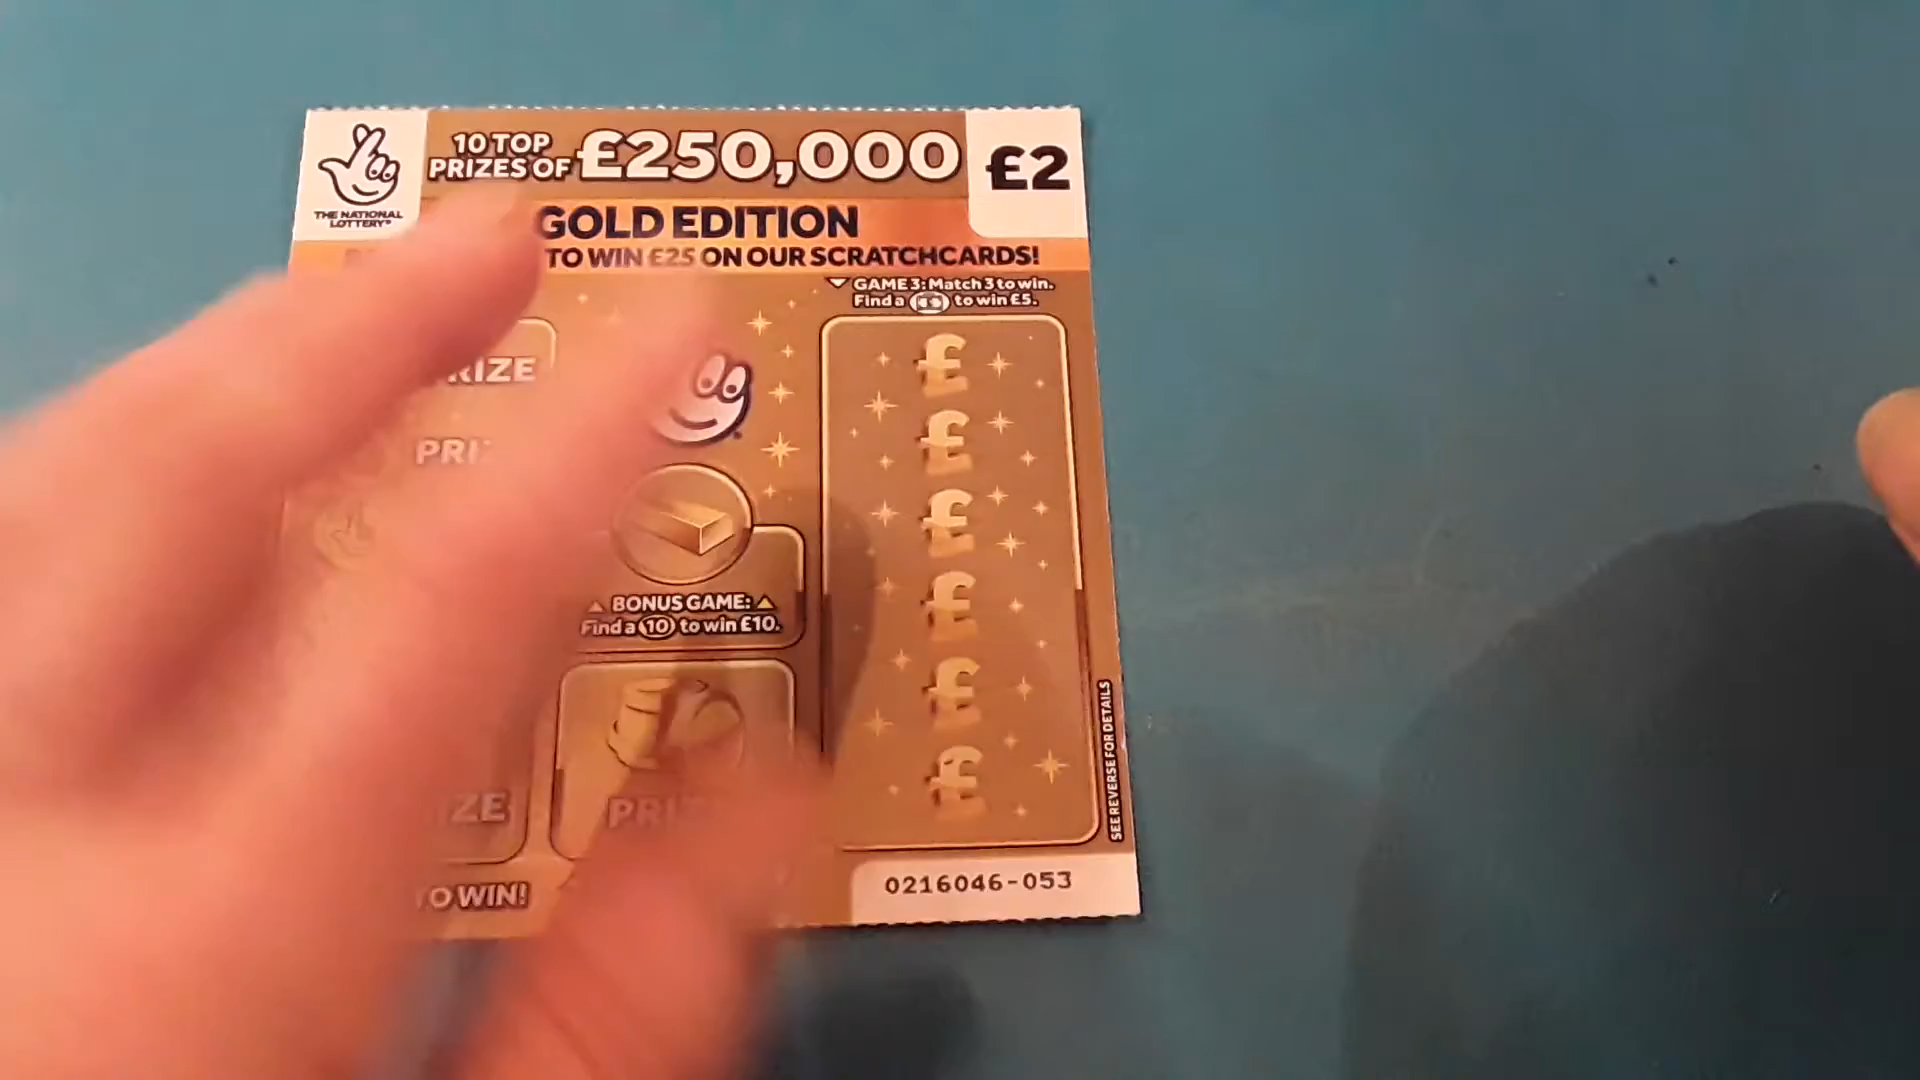 10 TOP
PRIZES OF £250,000
£2
THE NATIONAL
LOTTERY®
GOLD EDITION
TO WIN £25 ON OUR SCRATCHCARDS!
GAME 3: Match 3 to win.
Find a to win £5.
BONUS GAME:
Find a 10 to win £10.
TO WIN!
SEE REVERSE FOR DETAILS
0216046-053